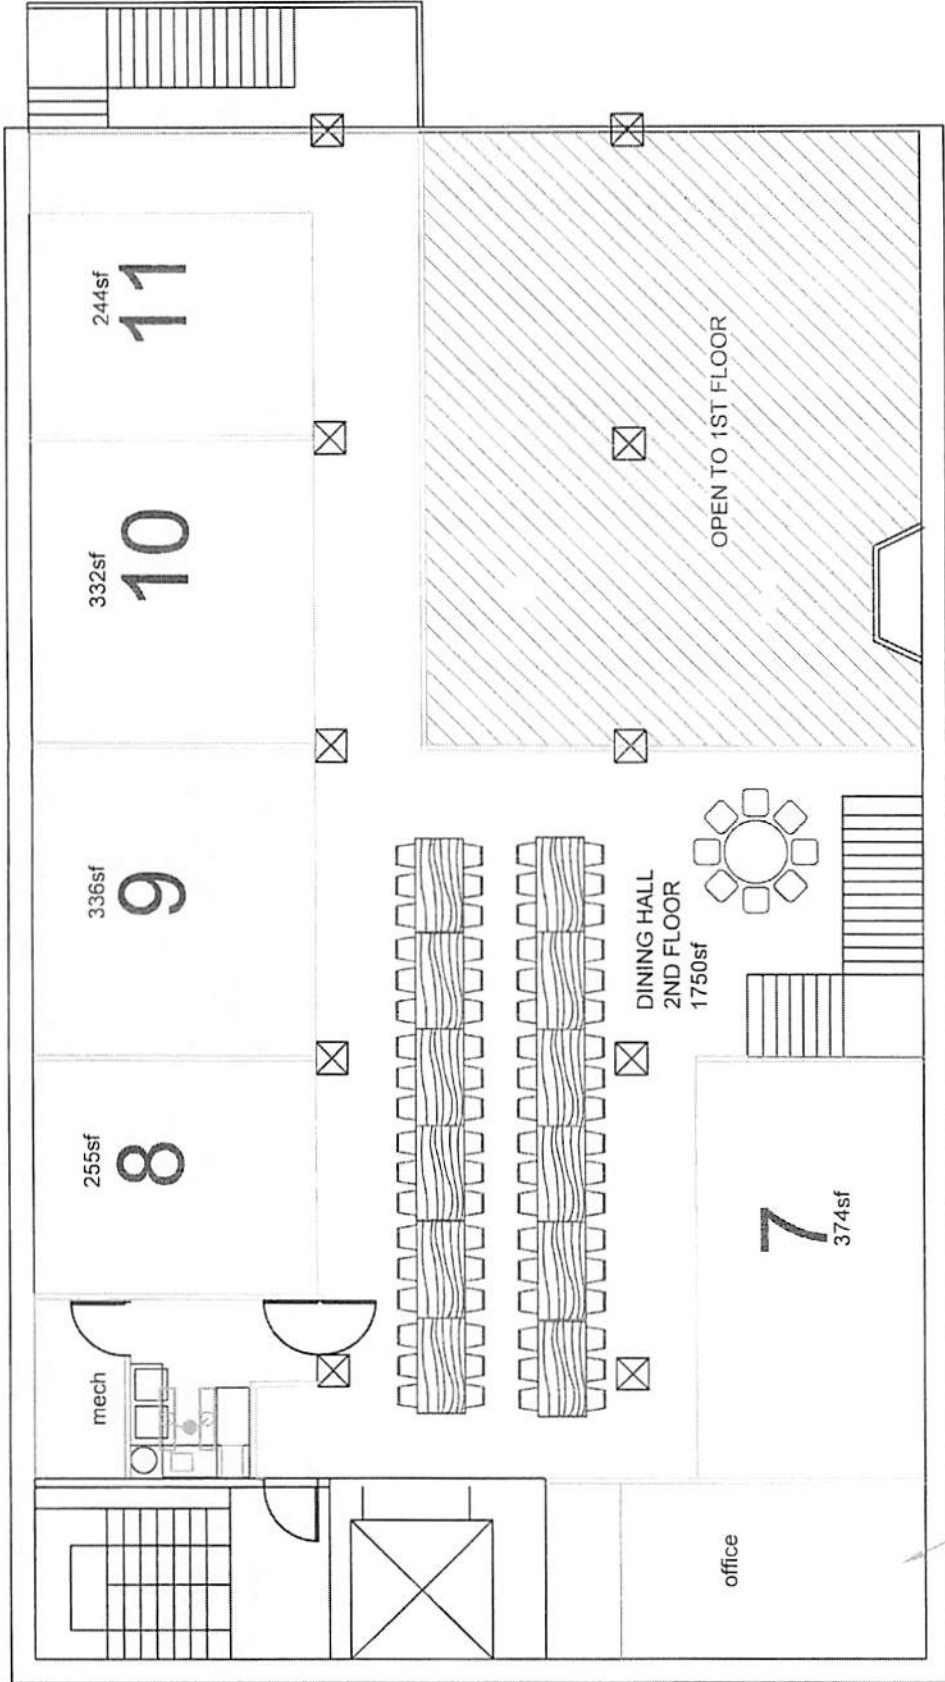 244sf
11
332sf
10
336sf
9
255sf
8
mech
OPEN TO 1ST FLOOR
DINING HALL
2ND FLOOR
1750sf
7
374sf
office